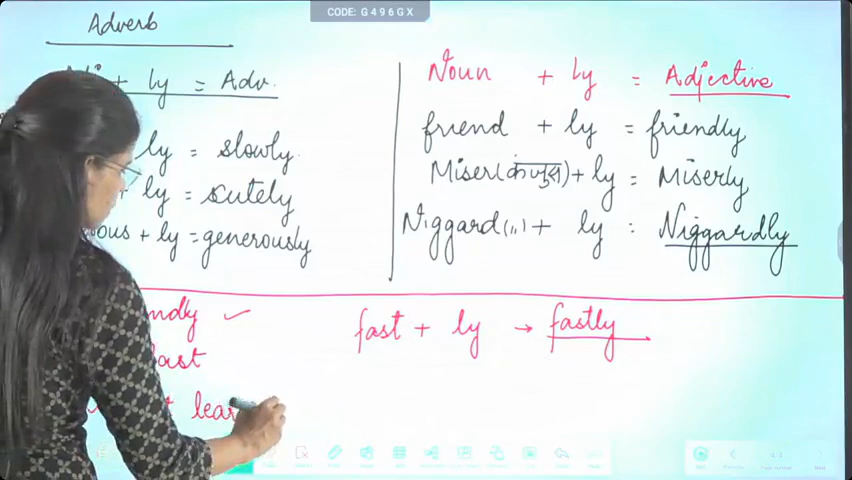 CODE: G 4 9 6 G X
Adverb
+ ly = Adv.
ly = slowly.
+ ly = cutely
ous + ly = generously
Noun + ly = Adjective
friend + ly = friendly
Miser (कंजूस) + ly = Miserly
Niggard (,,) + ly = Niggardly
ndly ✓
fast + ly → fastly